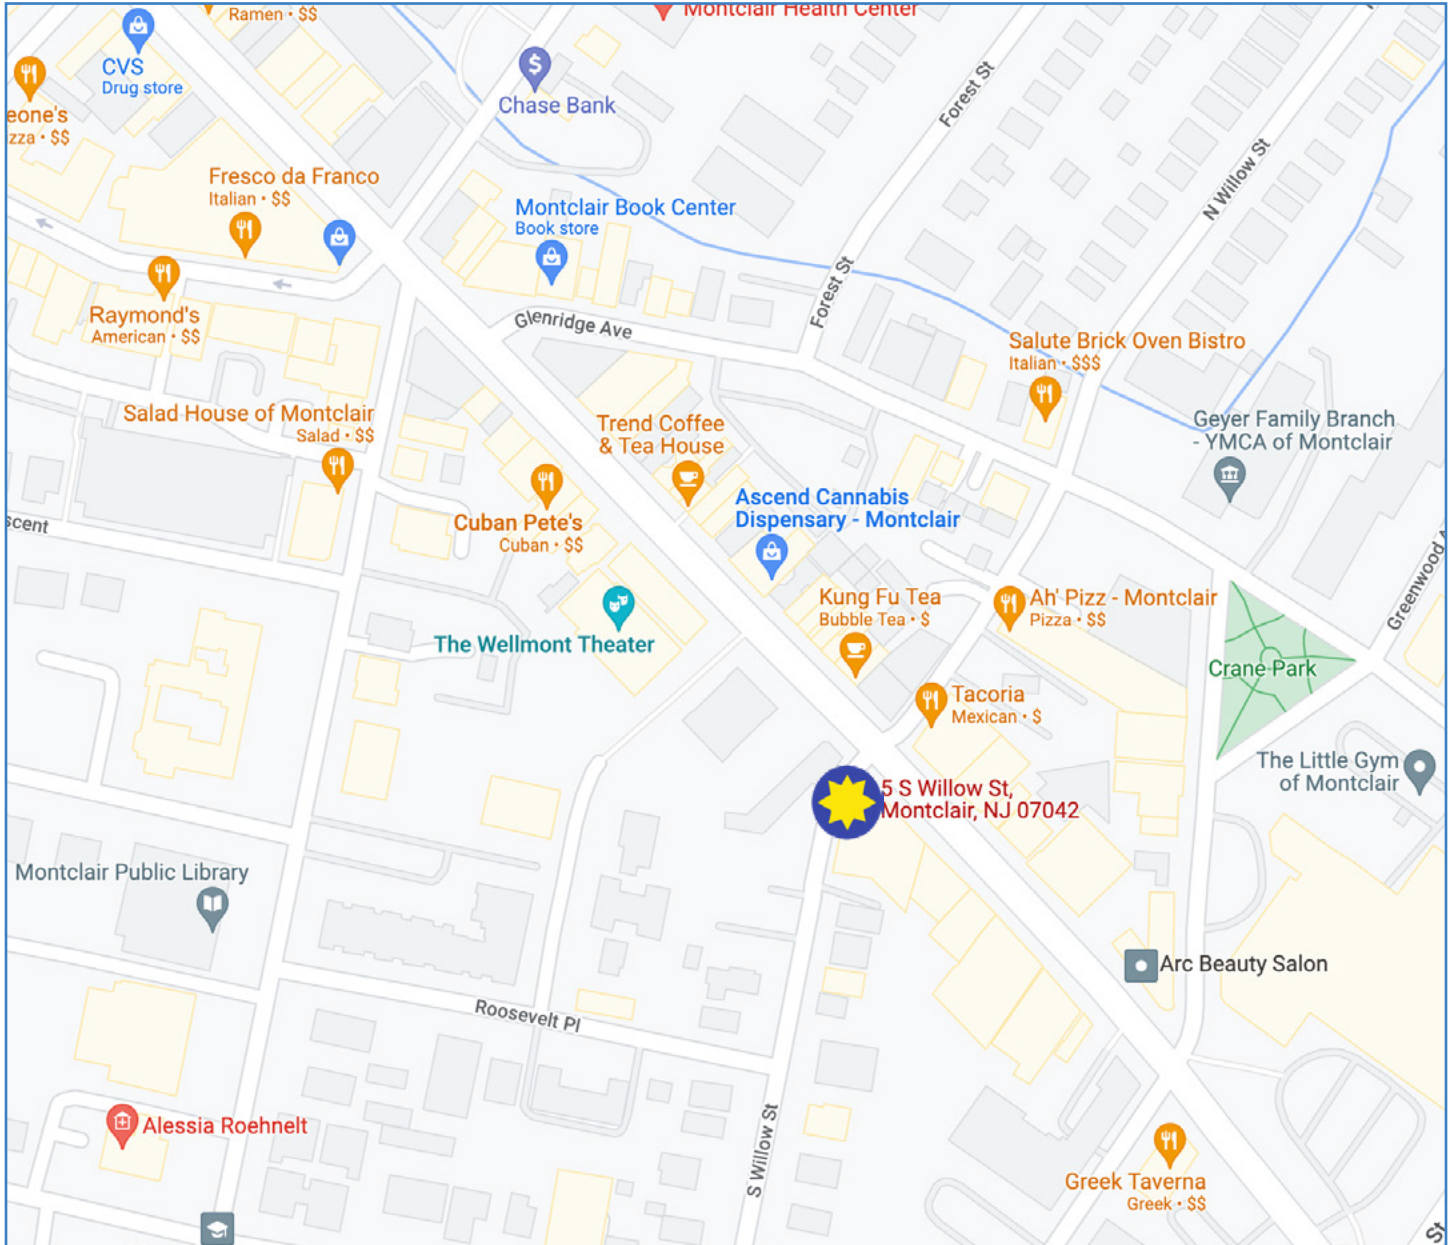 Ramen • $$
Montclair Health Center
CVS
Drug store
Chase Bank
Forest St
eone's
zza • $$
N Willow St
Fresco da Franco
Italian • $$
Montclair Book Center
Book store
Forest St
Raymond's
American • $$
Glenridge Ave
Salute Brick Oven Bistro
Italian • $$$
Salad House of Montclair
Salad • $$
Trend Coffee
& Tea House
Geyer Family Branch
- YMCA of Montclair
scent
Cuban Pete's
Cuban • $$
Ascend Cannabis
Dispensary - Montclair
Greenwood A
Kung Fu Tea
Bubble Tea • $
Ah' Pizz - Montclair
Pizza • $$
The Wellmont Theater
Crane Park
Tacoria
Mexican • $
The Little Gym
of Montclair
5 S Willow St,
Montclair, NJ 07042
Montclair Public Library
Arc Beauty Salon
Roosevelt Pl
Alessia Roehnelt
S Willow St
Greek Taverna
Greek • $$
St